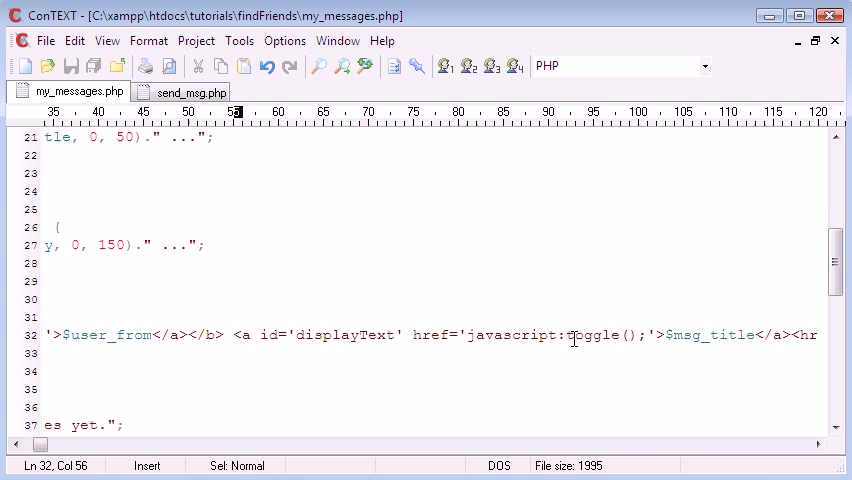 ConTEXT - [C:\xampp\htdocs\tutorials\findFriends\my_messages.php]
File Edit View Format Project Tools Options Window Help
1 2 3 4 PHP
my_messages.php send_msg.php
35 40 45 50 55 60 65 70 75 80 85 90 95 100 105 110 115 120
21 tle, 0, 50)." ...";
22
23
24
25
26 {
27 y, 0, 150)." ...";
28
29
30
31
32 '>$user_from</a></b> <a id='displayText' href='javascript:toggle();'>$msg_title</a><hr
33
34
35
36
37 es yet.";
Ln 32, Col 56 Insert Sel: Normal DOS File size: 1995